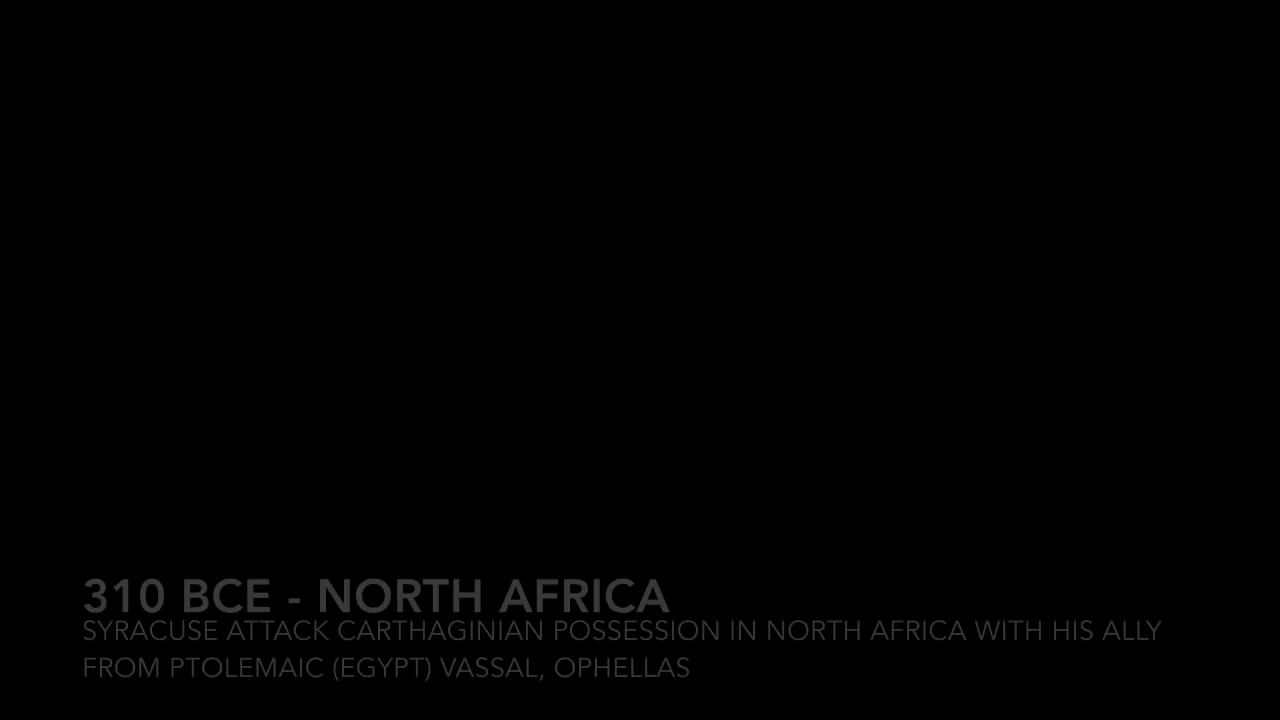 310 BCE - NORTH AFRICA
SYRACUSE ATTACK CARTHAGINIAN POSSESSION IN NORTH AFRICA WITH HIS ALLY
FROM PTOLEMAIC (EGYPT) VASSAL, OPHELLAS